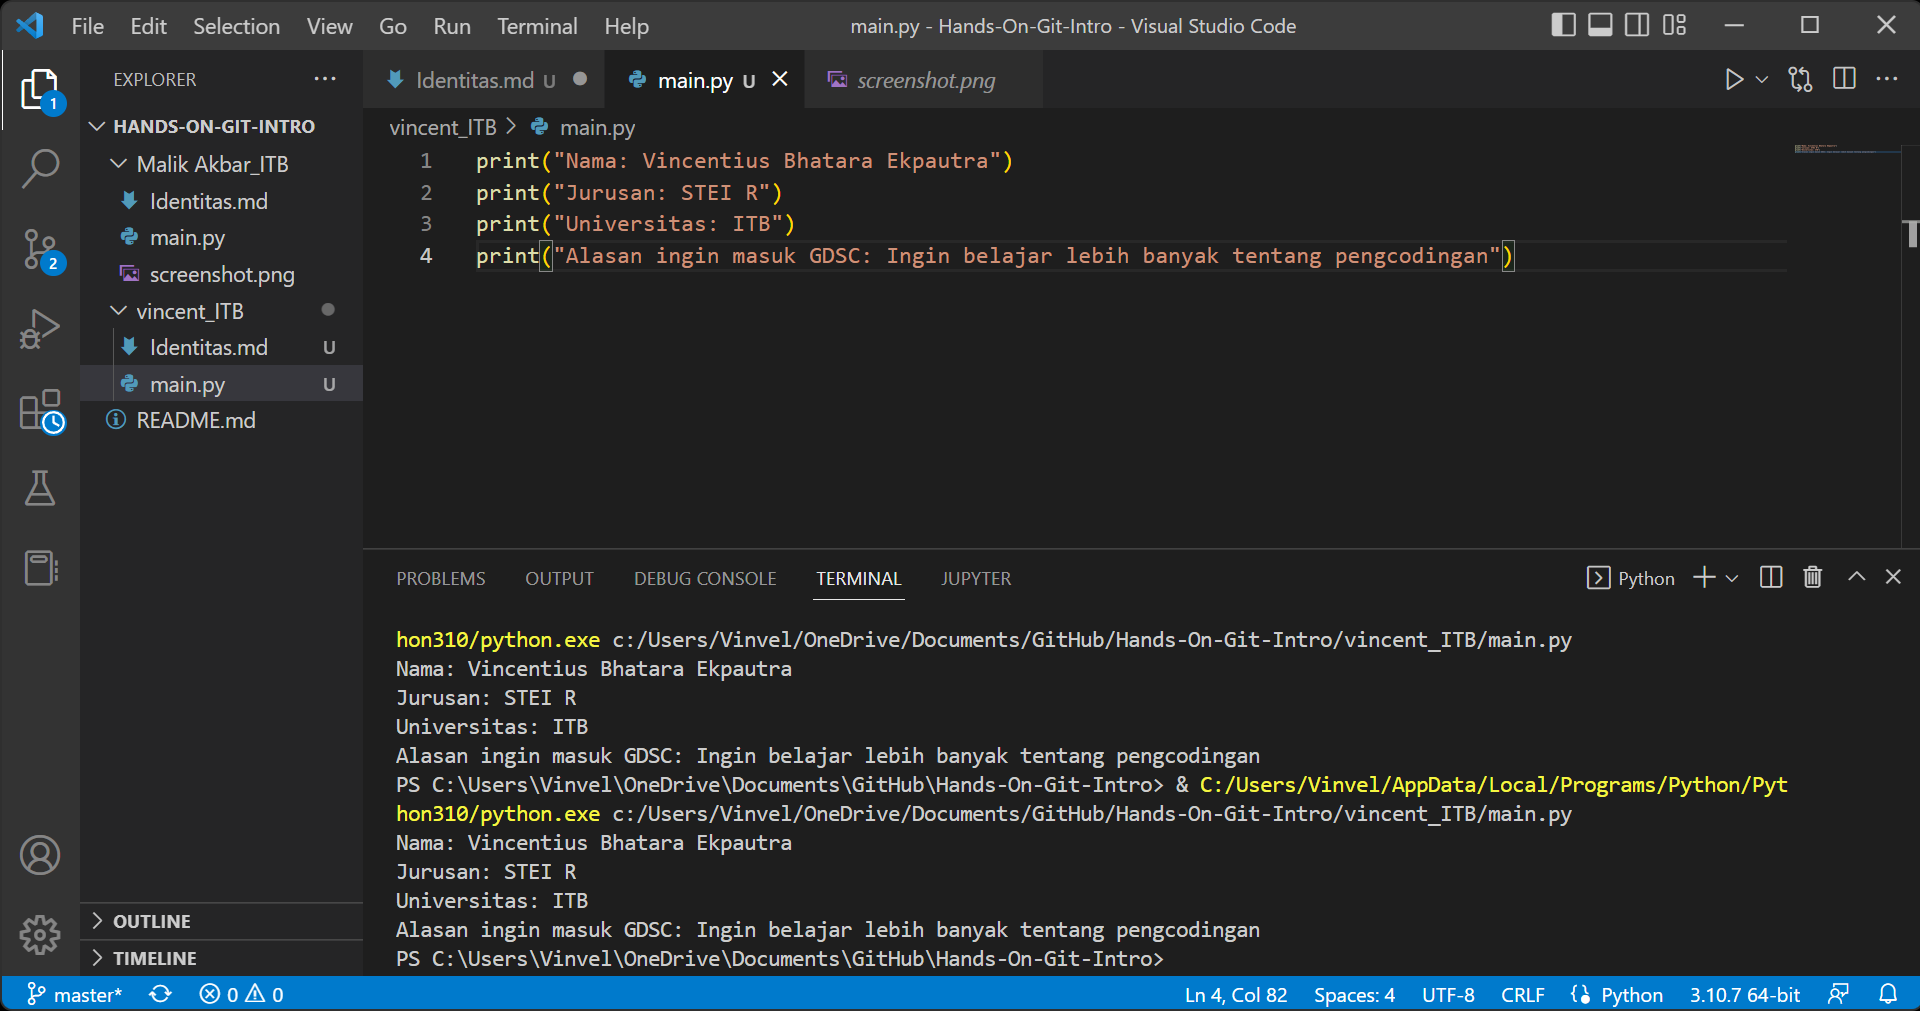 File Edit Selection View Go Run Terminal Help main.py - Hands-On-Git-Intro - Visual Studio Code
EXPLORER
1
HANDS-ON-GIT-INTRO
Malik Akbar_ITB
Identitas.md
main.py
screenshot.png
2
vincent_ITB
Identitas.md U
main.py U
README.md
OUTLINE
TIMELINE
Identitas.md U main.py U screenshot.png
vincent_ITB > main.py
1 print("Nama: Vincentius Bhatara Ekpautra")
2 print("Jurusan: STEI R")
3 print("Universitas: ITB")
4 print("Alasan ingin masuk GDSC: Ingin belajar lebih banyak tentang pengcodingan")
PROBLEMS OUTPUT DEBUG CONSOLE TERMINAL JUPYTER Python
hon310/python.exe c:/Users/Vinvel/OneDrive/Documents/GitHub/Hands-On-Git-Intro/vincent_ITB/main.py
Nama: Vincentius Bhatara Ekpautra
Jurusan: STEI R
Universitas: ITB
Alasan ingin masuk GDSC: Ingin belajar lebih banyak tentang pengcodingan
PS C:\Users\Vinvel\OneDrive\Documents\GitHub\Hands-On-Git-Intro> & C:/Users/Vinvel/AppData/Local/Programs/Python/Pyt
hon310/python.exe c:/Users/Vinvel/OneDrive/Documents/GitHub/Hands-On-Git-Intro/vincent_ITB/main.py
Nama: Vincentius Bhatara Ekpautra
Jurusan: STEI R
Universitas: ITB
Alasan ingin masuk GDSC: Ingin belajar lebih banyak tentang pengcodingan
PS C:\Users\Vinvel\OneDrive\Documents\GitHub\Hands-On-Git-Intro>
master* 0 0 Ln 4, Col 82 Spaces: 4 UTF-8 CRLF Python 3.10.7 64-bit